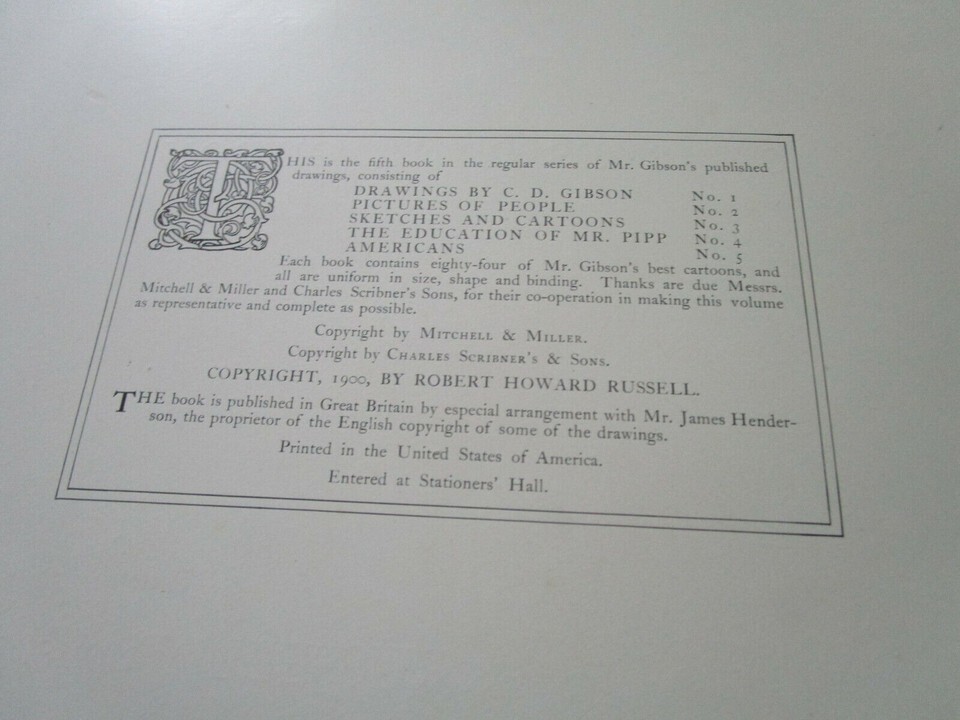 THIS is the fifth book in the regular series of Mr. Gibson's published
drawings, consisting of
DRAWINGS BY C. D. GIBSON No. 1
PICTURES OF PEOPLE No. 2
SKETCHES AND CARTOONS No. 3
THE EDUCATION OF MR. PIPP No. 4
AMERICANS No. 5
Each book contains eighty-four of Mr. Gibson's best cartoons, and
all are uniform in size, shape and binding. Thanks are due Messrs.
Mitchell & Miller and Charles Scribner's Sons, for their co-operation in making this volume
as representative and complete as possible.
Copyright by MITCHELL & MILLER.
Copyright by CHARLES SCRIBNER'S & SONS.
COPYRIGHT, 1900, BY ROBERT HOWARD RUSSELL.
THE book is published in Great Britain by especial arrangement with Mr. James Hender-
son, the proprietor of the English copyright of some of the drawings.
Printed in the United States of America.
Entered at Stationers' Hall.